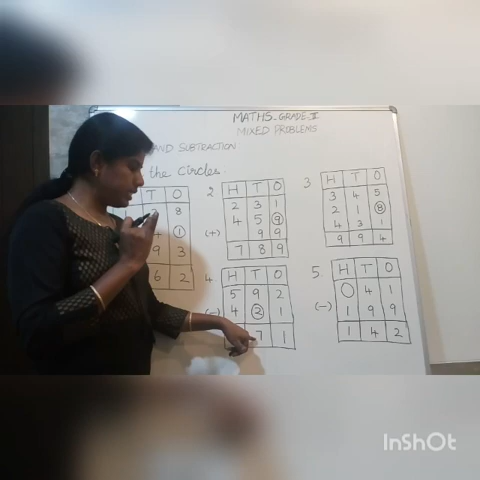 MATHS - GRADE - II
MIXED PROBLEMS
AND SUBTRACTION
the circles.
T O
8
1
9 3
6 2
2
H T O
2 3 1
4 5 9
(+) 9 9
7 8 9
3
H T O
3 4 5
2 1 8
4 3 1
9 9 4
4.
H T O
5 9 2
(-) 4 2 1
7 1
5.
H T O
4 1
(-) 1 9 9
1 4 2
InShOt